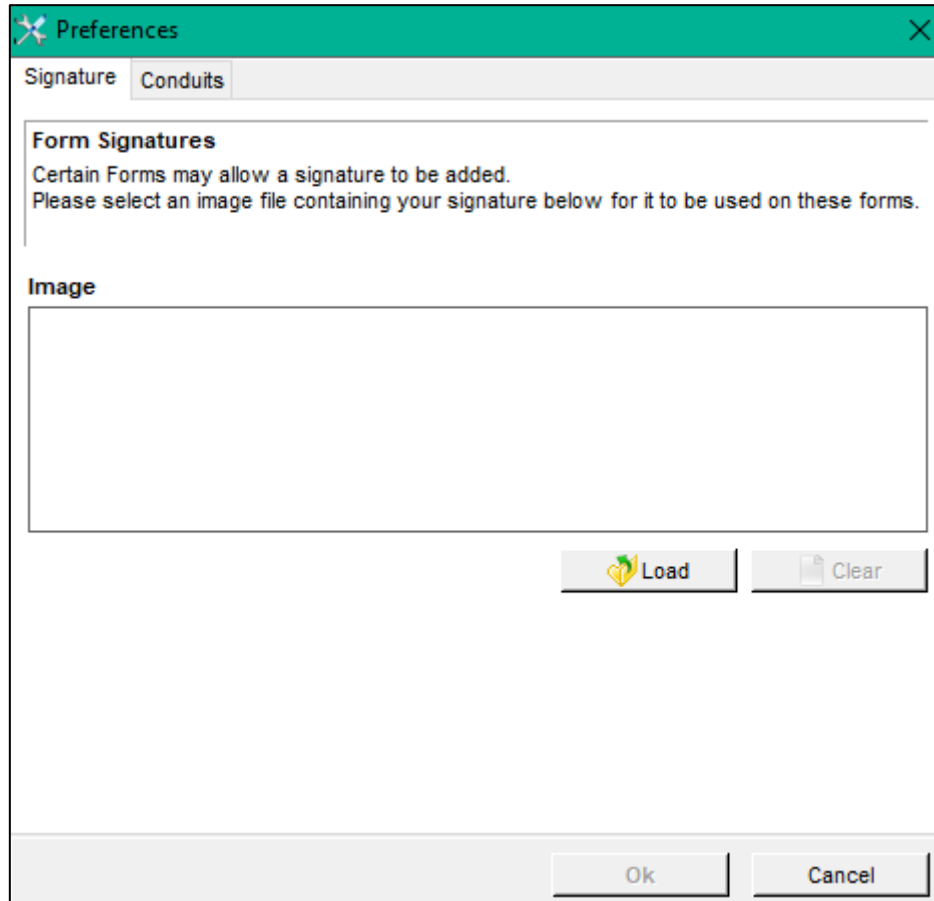 Preferences
Signature Conduits
Form Signatures
Certain Forms may allow a signature to be added.
Please select an image file containing your signature below for it to be used on these forms.
Image
Load Clear
Ok Cancel